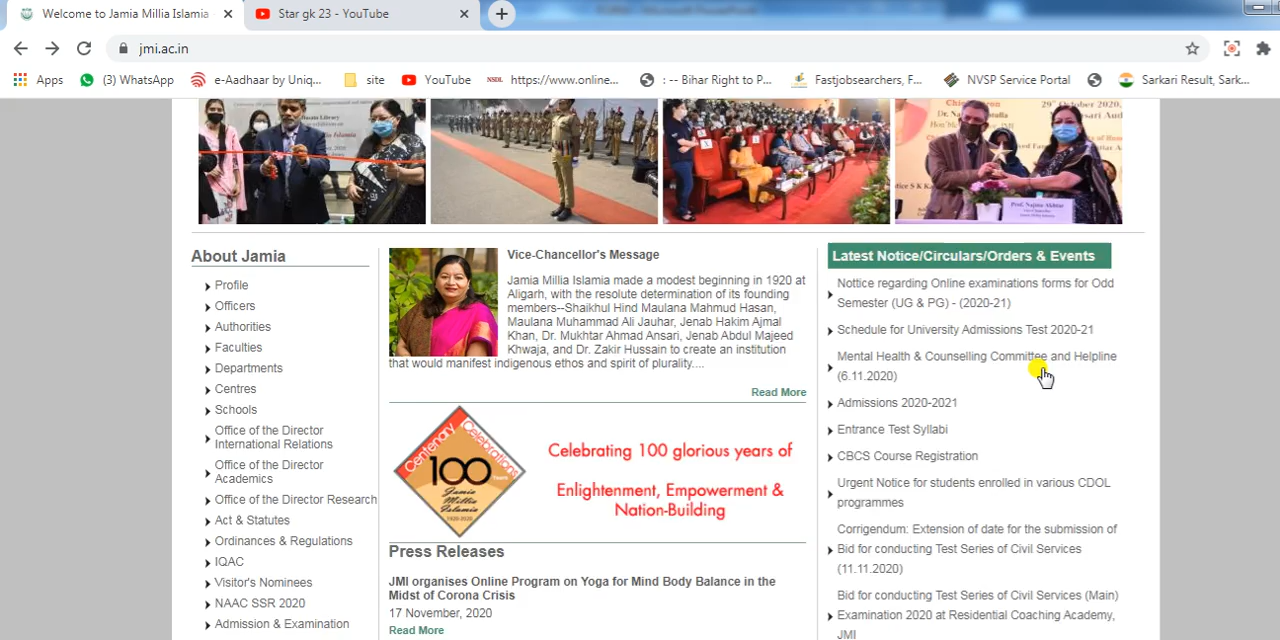 Welcome to Jamia Millia Islamia
Star gk 23 - YouTube
jmi.ac.in
Apps
(3) WhatsApp
e-Aadhaar by Uniq...
site
YouTube
NSDL
https://www.online...
:-- Bihar Right to P...
Fastjobsearchers, F...
NVSP Service Portal
Sarkari Result, Sark...
Husain Library
29th October, 2020
Prof. Najma Akhtar
About Jamia
Profile
Officers
Authorities
Faculties
Departments
Centres
Schools
Office of the Director
International Relations
Office of the Director
Academics
Office of the Director Research
Act & Statutes
Ordinances & Regulations
IQAC
Visitor's Nominees
NAAC SSR 2020
Admission & Examination
Vice-Chancellor's Message
Jamia Millia Islamia made a modest beginning in 1920 at
Aligarh, with the resolute determination of its founding
members--Shaikhul Hind Maulana Mahmud Hasan,
Maulana Muhammad Ali Jauhar, Jenab Hakim Ajmal
Khan, Dr. Mukhtar Ahmad Ansari, Jenab Abdul Majeed
Khwaja, and Dr. Zakir Hussain to create an institution
that would manifest indigenous ethos and spirit of plurality....
Read More
Centenary Celebrations
100
Years
Jamia
Millia
Islamia
1920-2020
Celebrating 100 glorious years of
Enlightenment, Empowerment &
Nation-Building
Press Releases
JMI organises Online Program on Yoga for Mind Body Balance in the
Midst of Corona Crisis
17 November, 2020
Read More
Latest Notice/Circulars/Orders & Events
Nottice regarding Online examinations forms for Odd
Semester (UG & PG) - (2020-21)
Schedule for University Admissions Test 2020-21
Mental Health & Counselling Committee and Helpline
(6.11.2020)
Admissions 2020-2021
Entrance Test Syllabi
CBCS Course Registration
Urgent Notice for students enrolled in various CDOL
programmes
Corrigendum: Extension of date for the submission of
Bid for conducting Test Series of Civil Services
(11.11.2020)
Bid for conducting Test Series of Civil Services (Main)
Examination 2020 at Residential Coaching Academy,
JMI